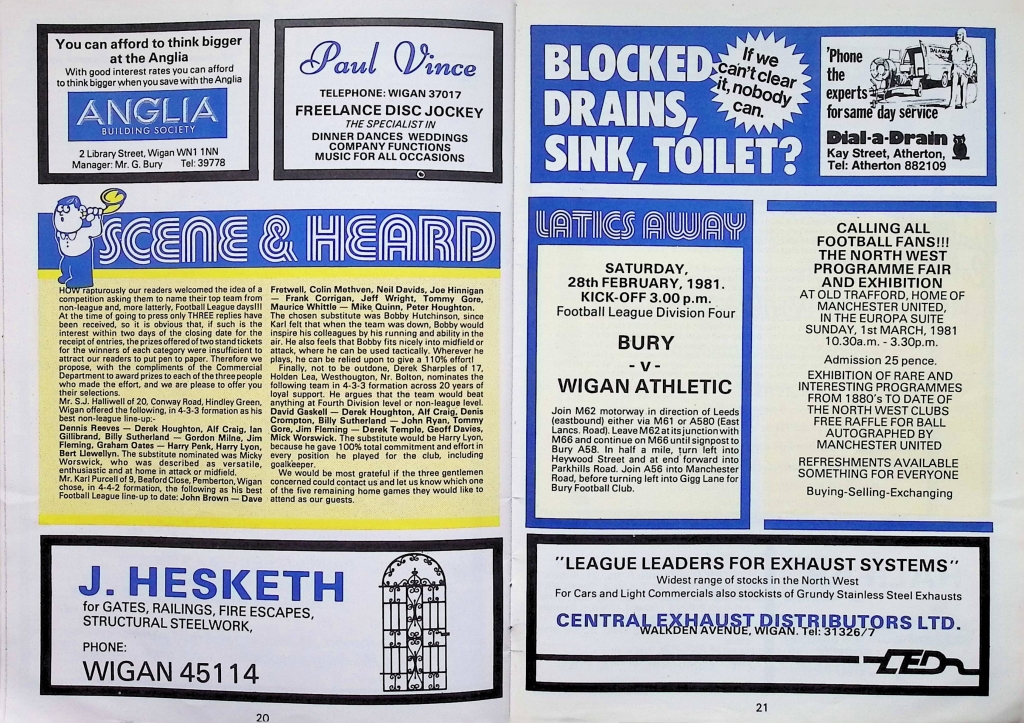 You can afford to think bigger
at the Anglia
With good interest rates you can afford
to think bigger when you save with the Anglia
ANGLIA
BUILDING SOCIETY
2 Library Street, Wigan WN1 1NN
Manager: Mr. G. Bury Tel: 39778
Paul Vince
TELEPHONE: WIGAN 37017
FREELANCE DISC JOCKEY
THE SPECIALIST IN
DINNER DANCES WEDDINGS
COMPANY FUNCTIONS
MUSIC FOR ALL OCCASIONS
SCENE & HEARD
HOW rapturously our readers welcomed the idea of a
competition asking them to name their top team from
non-league and, more latterly, Football League days!!!
At the time of going to press only THREE replies have
been received, so it is obvious that, if such is the
interest within two days of the closing date for the
receipt of entries, the prizes offered of two stand tickets
for the winners of each category were insufficient to
attract our readers to put pen to paper. Therefore we
propose, with the compliments of the Commercial
Department to award prizes to each of the three people
who made the effort, and we are pleased to offer you
their selections.
Mr. S.J. Halliwell of 20, Conway Road, Hindley Green,
Wigan offered the following, in 4-3-3 formation as his
best non-league line-up:-
Dennis Reeves — Derek Houghton, Alf Craig, Ian
Gillibrand, Billy Sutherland — Gordon Milne, Jim
Fleming, Graham Oates — Harry Penk, Harry Lyon,
Bert Llewellyn. The substitute nominated was Micky
Worswick, who was described as versatile,
enthusiastic and at home in attack or midfield.
Mr. Karl Purcell of 9, Beaford Close, Pemberton, Wigan
chose, in 4-4-2 formation, the following as his best
Football League line-up to date: John Brown — Dave
Fretwell, Colin Methven, Neil Davids, Joe Hinnigan
— Frank Corrigan, Jeff Wright, Tommy Gore,
Maurice Whittle — Mike Quinn, Peter Houghton.
The chosen substitute was Bobby Hutchinson, since
Karl felt that when the team was down, Bobby would
inspire his colleagues by his running and ability in the
air. He also feels that Bobby fits nicely into midfield or
attack, where he can be used tactically. Wherever he
plays, he can be relied upon to give a 110% effort!
Finally, not to be outdone, Derek Sharples of 17,
Holden Lea, Westhougton, Nr. Bolton, nominates the
following team in 4-3-3 formation across 20 years of
loyal support. He argues that the team would beat
anything at Fourth Division level or non-league level.
David Gaskell — Derek Houghton, Alf Craig, Denis
Crompton, Billy Sutherland — John Ryan, Tommy
Gore, Jim Fleming — Derek Temple, Geoff Davies,
Mick Worswick. The substitute would be Harry Lyon,
because he gave 100% total commitment and effort in
every position he played for the club, including
goalkeeper.
We would be most grateful if the three gentlemen
concerned could contact us and let us know which one
of the five remaining home games they would like to
attend as our guests.
J. HESKETH
for GATES, RAILINGS, FIRE ESCAPES,
STRUCTURAL STEELWORK,
PHONE:
WIGAN 45114
20
BLOCKED
DRAINS,
SINK, TOILET?
If we
can't clear
it, nobody
can.
'Phone
the
experts
for same day service
Dial-a-Drain
Kay Street, Atherton,
Tel: Atherton 882109
LATICS AWAY
SATURDAY,
28th FEBRUARY, 1981.
KICK-OFF 3.00 p.m.
Football League Division Four
BURY
- v -
WIGAN ATHLETIC
Join M62 motorway in direction of Leeds
(eastbound) either via M61 or A580 (East
Lancs. Road). Leave M62 at its junction with
M66 and continue on M66 until signpost to
Bury A58. In half a mile, turn left into
Heywood Street and at end forward into
Parkhills Road. Join A56 into Manchester
Road, before turning left into Gigg Lane for
Bury Football Club.
CALLING ALL
FOOTBALL FANS!!!
THE NORTH WEST
PROGRAMME FAIR
AND EXHIBITION
AT OLD TRAFFORD, HOME OF
MANCHESTER UNITED,
IN THE EUROPA SUITE
SUNDAY, 1st MARCH, 1981
10.30a.m. - 3.30p.m.
Admission 25 pence.
EXHIBITION OF RARE AND
INTERESTING PROGRAMMES
FROM 1880's TO DATE OF
THE NORTH WEST CLUBS
FREE RAFFLE FOR BALL
AUTOGRAPHED BY
MANCHESTER UNITED
REFRESHMENTS AVAILABLE
SOMETHING FOR EVERYONE
Buying-Selling-Exchanging
"LEAGUE LEADERS FOR EXHAUST SYSTEMS"
Widest range of stocks in the North West
For Cars and Light Commercials also stockists of Grundy Stainless Steel Exhausts
CENTRAL EXHAUST DISTRIBUTORS LTD.
WALKDEN AVENUE, WIGAN. Tel: 31326/7
CED
21